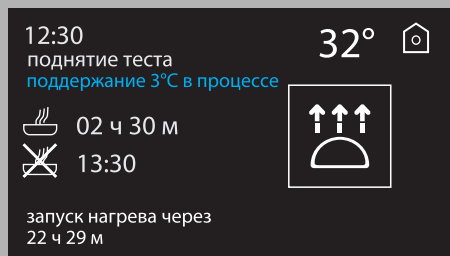 12:30
32°
поднятие теста
поддержание 3°C в процессе
02 ч 30 м
13:30
запуск нагрева через
22 ч 29 м